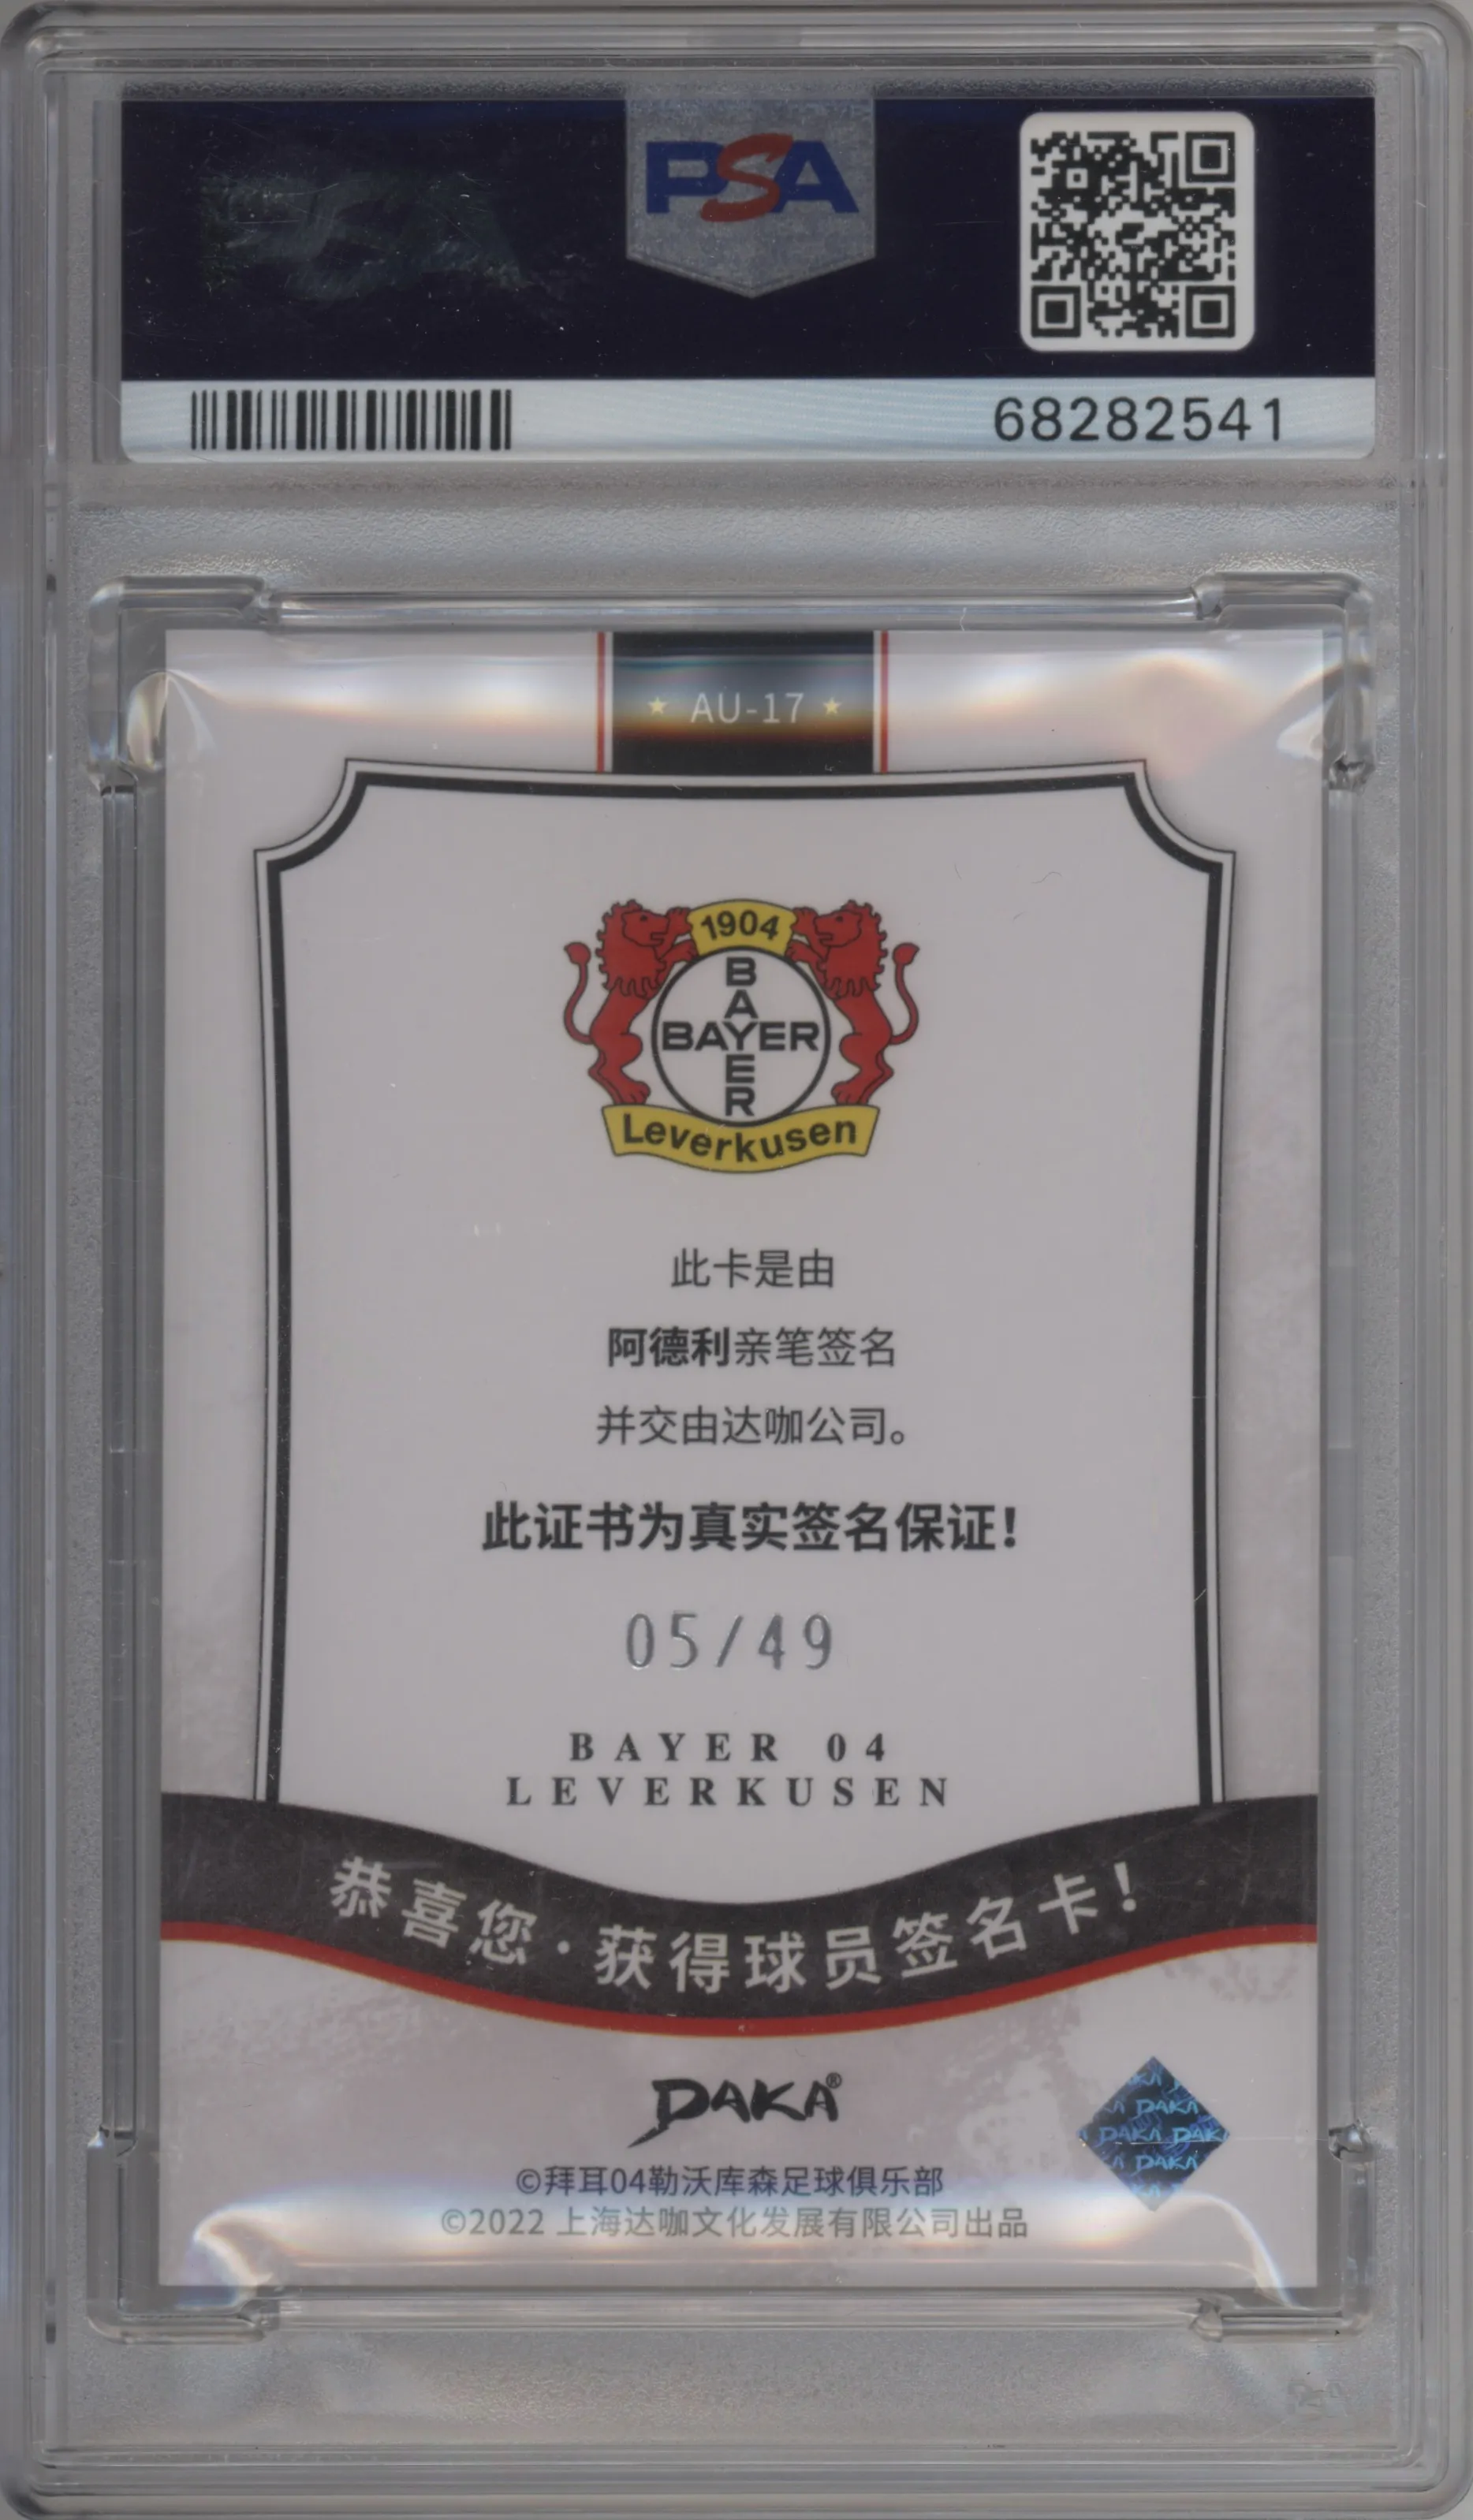 PSA
68282541
★ AU-17 ★
1904
BAYER
BAYER
Leverkusen
此卡是由
阿德利亲笔签名
并交由达咖公司。
此证书为真实签名保证！
05/49
BAYER 04
LEVERKUSEN
恭喜您·获得球员签名卡！
DAKA®
DAKA
DAKA DAK
DAKA
©拜耳04勒沃库森足球俱乐部
©2022 上海达咖文化发展有限公司出品